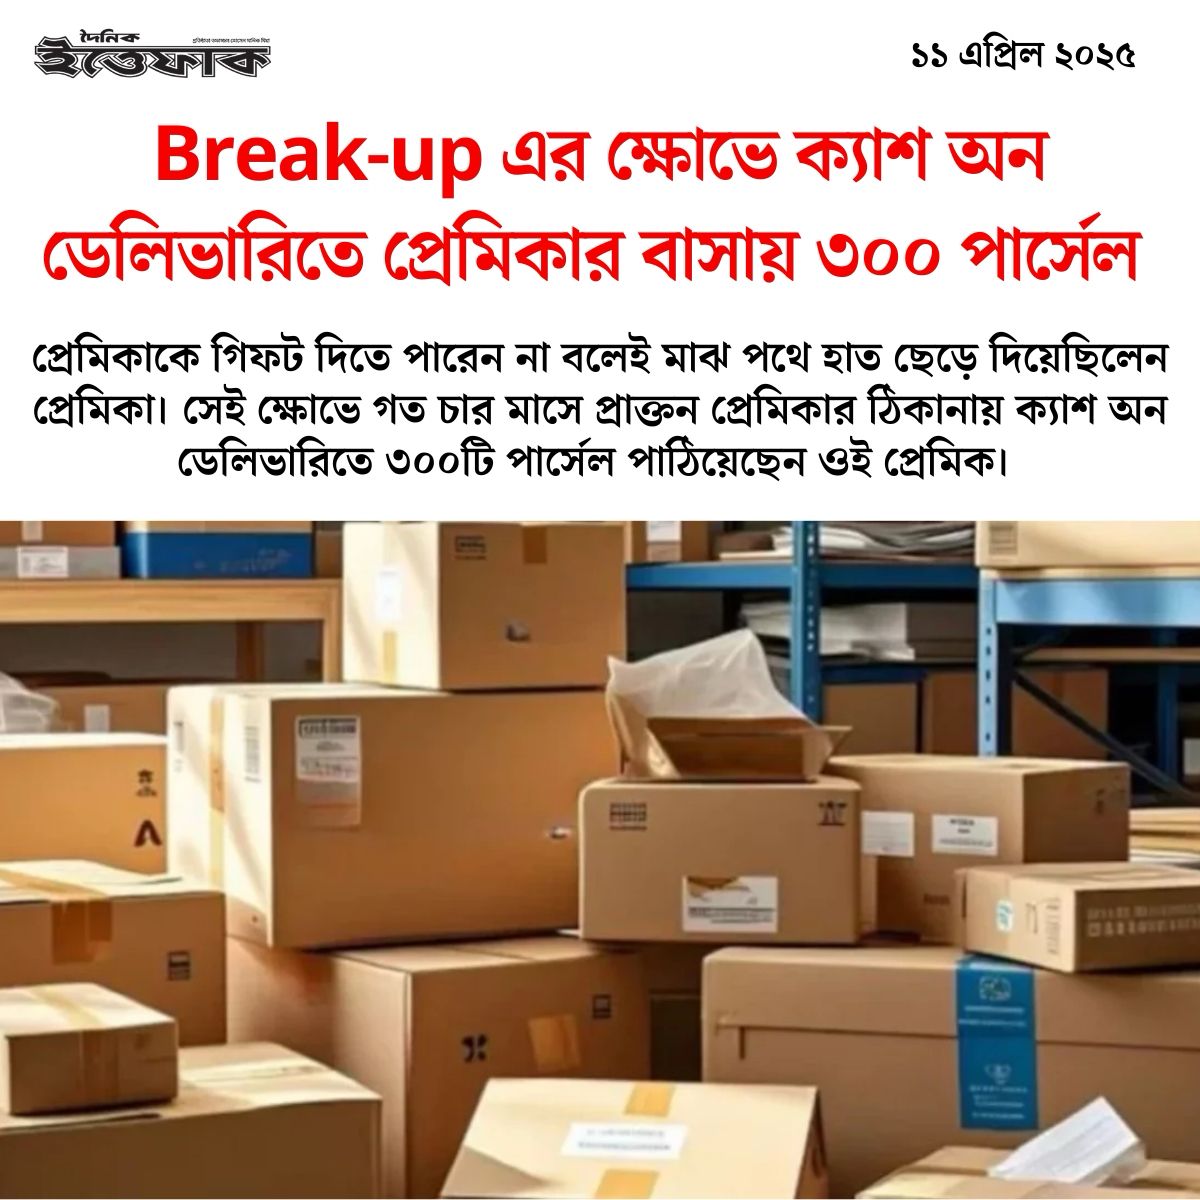 দৈনিক
ইত্তেফাক
১১ এপ্রিল ২০২৫
Break-up এর ক্ষোভে ক্যাশ অন
ডেলিভারিতে প্রেমিকার বাসায় ৩০০ পার্সেল
প্রেমিকাকে গিফট দিতে পারেন না বলেই মাঝ পথে হাত ছেড়ে দিয়েছিলেন
প্রেমিকা। সেই ক্ষোভে গত চার মাসে প্রাক্তন প্রেমিকার ঠিকানায় ক্যাশ অন
ডেলিভারিতে ৩০০টি পার্সেল পাঠিয়েছেন ওই প্রেমিক।